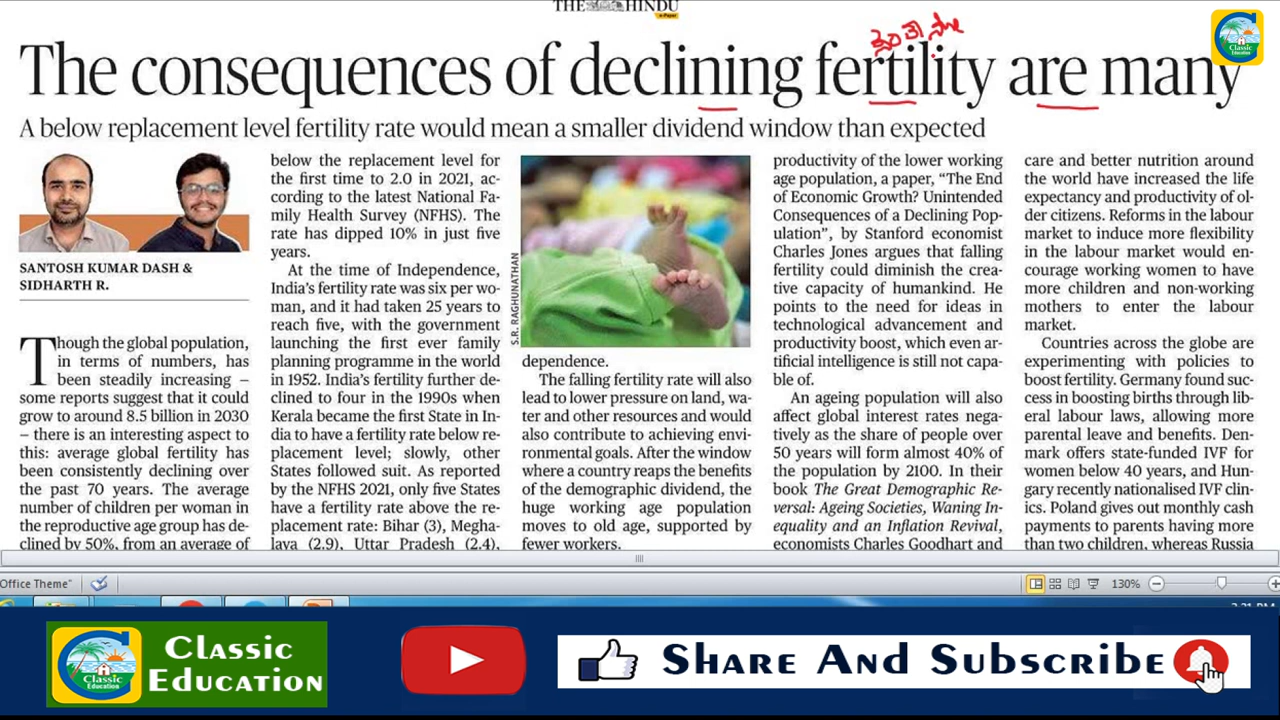 THE HINDU
e-Paper
Classic
Education
The consequences of declining fertility are many
A below replacement level fertility rate would mean a smaller dividend window than expected
SANTOSH KUMAR DASH &
SIDHARTH R.
Though the global population,
in terms of numbers, has
been steadily increasing –
some reports suggest that it could
grow to around 8.5 billion in 2030
– there is an interesting aspect to
this: average global fertility has
been consistently declining over
the past 70 years. The average
number of children per woman in
the reproductive age group has de-
clined by 50%, from an average of
below the replacement level for
the first time to 2.0 in 2021, ac-
cording to the latest National Fa-
mily Health Survey (NFHS). The
rate has dipped 10% in just five
years.
At the time of Independence,
India's fertility rate was six per wo-
man, and it had taken 25 years to
reach five, with the government
launching the first ever family
planning programme in the world
in 1952. India's fertility further de-
clined to four in the 1990s when
Kerala became the first State in In-
dia to have a fertility rate below re-
placement level; slowly, other
States followed suit. As reported
by the NFHS 2021, only five States
have a fertility rate above the re-
placement rate: Bihar (3), Megha-
laya (2.9), Uttar Pradesh (2.4),
S.R. RAGHUNATHAN
dependence.
The falling fertility rate will also
lead to lower pressure on land, wa-
ter and other resources and would
also contribute to achieving envi-
ronmental goals. After the window
where a country reaps the benefits
of the demographic dividend, the
huge working age population
moves to old age, supported by
fewer workers.
productivity of the lower working
age population, a paper, “The End
of Economic Growth? Unintended
Consequences of a Declining Pop-
ulation”, by Stanford economist
Charles Jones argues that falling
fertility could diminish the crea-
tive capacity of humankind. He
points to the need for ideas in
technological advancement and
productivity boost, which even ar-
tificial intelligence is still not capa-
ble of.
An ageing population will also
affect global interest rates nega-
tively as the share of people over
50 years will form almost 40% of
the population by 2100. In their
book The Great Demographic Re-
versal: Ageing Societies, Waning In-
equality and an Inflation Revival,
economists Charles Goodhart and
care and better nutrition around
the world have increased the life
expectancy and productivity of ol-
der citizens. Reforms in the labour
market to induce more flexibility
in the labour market would en-
courage working women to have
more children and non-working
mothers to enter the labour
market.
Countries across the globe are
experimenting with policies to
boost fertility. Germany found suc-
cess in boosting births through lib-
eral labour laws, allowing more
parental leave and benefits. Den-
mark offers state-funded IVF for
women below 40 years, and Hun-
gary recently nationalised IVF clin-
ics. Poland gives out monthly cash
payments to parents having more
than two children, whereas Russia
Office Theme"
130%
Classic
Education
Classic
Education
Share And Subscribe